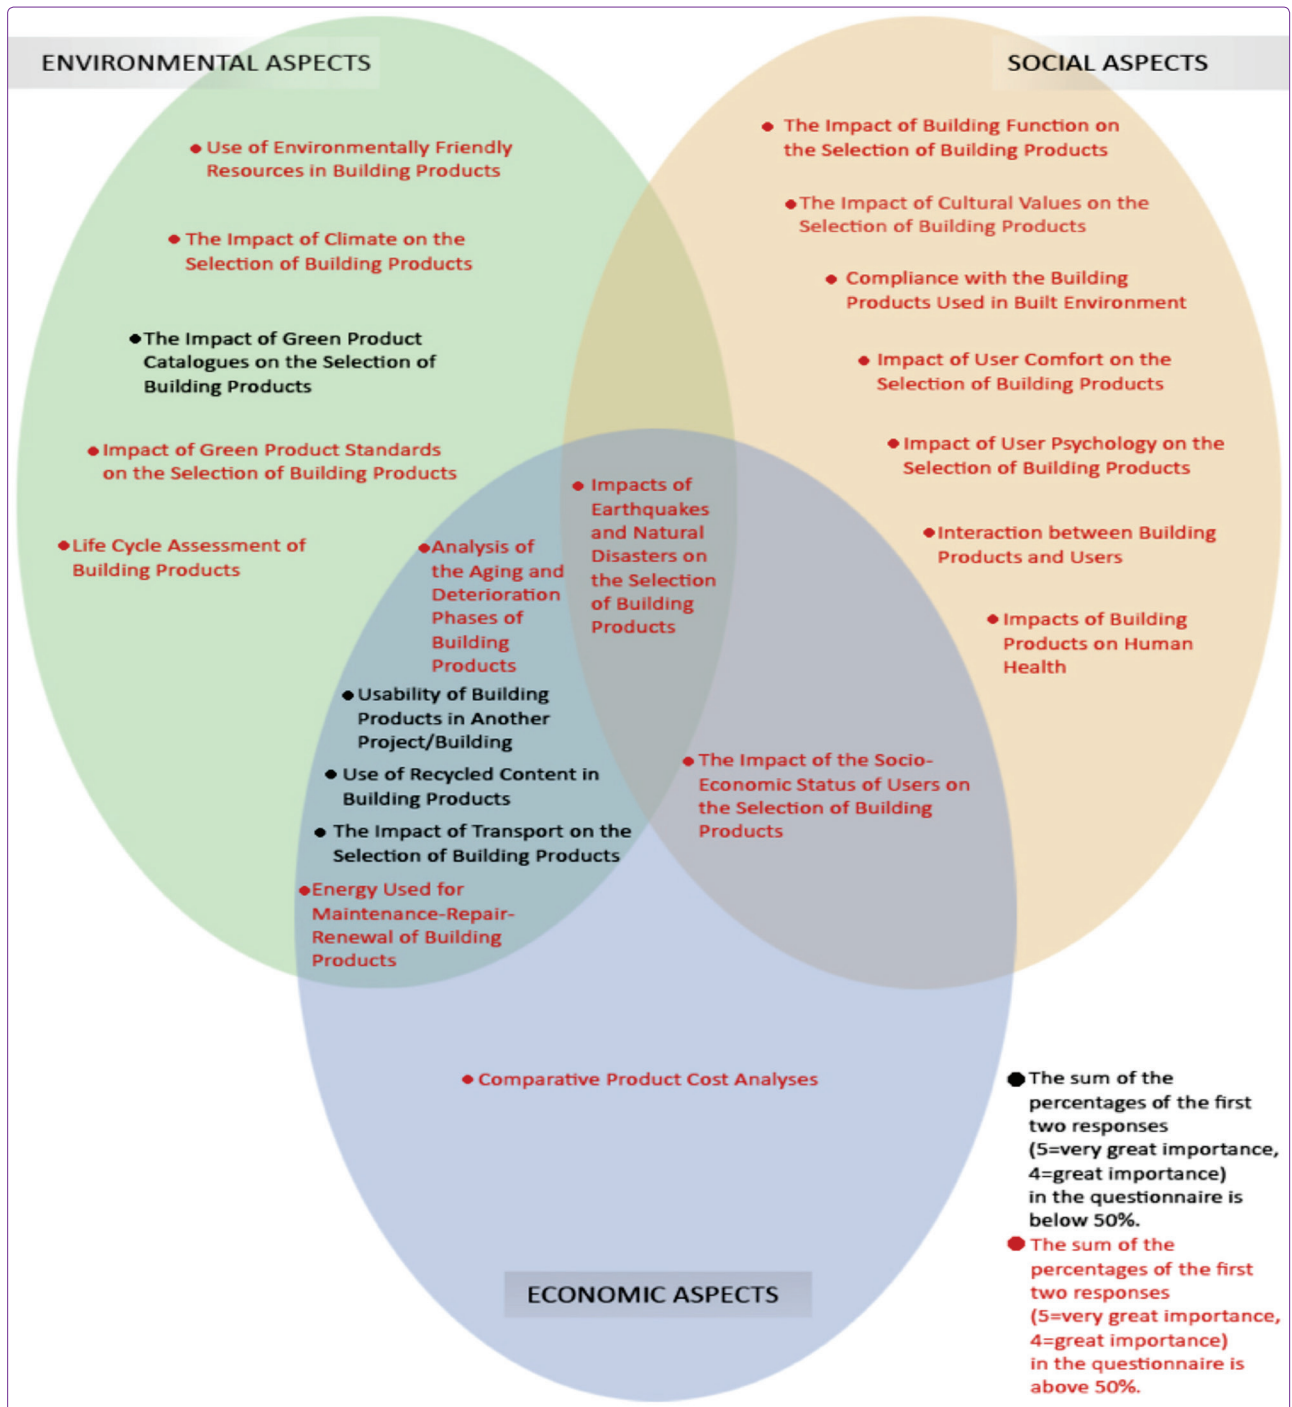 ENVIRONMENTAL ASPECTS
SOCIAL ASPECTS
● Use of Environmentally Friendly
Resources in Building Products
● The Impact of Climate on the
Selection of Building Products
● The Impact of Green Product
Catalogues on the Selection of
Building Products
● Impact of Green Product Standards
on the Selection of Building Products
● Life Cycle Assessment of
Building Products
● The Impact of Building Function on
the Selection of Building Products
● The Impact of Cultural Values on the
Selection of Building Products
● Compliance with the Building
Products Used in Built Environment
● Impact of User Comfort on the
Selection of Building Products
● Impact of User Psychology on the
Selection of Building Products
● Interaction between Building
Products and Users
● Impacts of Building
Products on Human
Health
● Impacts of
Earthquakes
and Natural
Disasters on
the Selection
of Building
Products
● Analysis of
the Aging and
Deterioration
Phases of
Building
Products
● Usability of Building
Products in Another
Project/Building
● Use of Recycled Content in
Building Products
● The Impact of Transport on the
Selection of Building Products
● Energy Used for
Maintenance-Repair-
Renewal of Building
Products
● The Impact of the Socio-
Economic Status of Users on
the Selection of Building
Products
● Comparative Product Cost Analyses
ECONOMIC ASPECTS
● The sum of the
percentages of the first
two responses
(5=very great importance,
4=great importance)
in the questionnaire is
below 50%.
● The sum of the
percentages of the first
two responses
(5=very great importance,
4=great importance)
in the questionnaire is
above 50%.